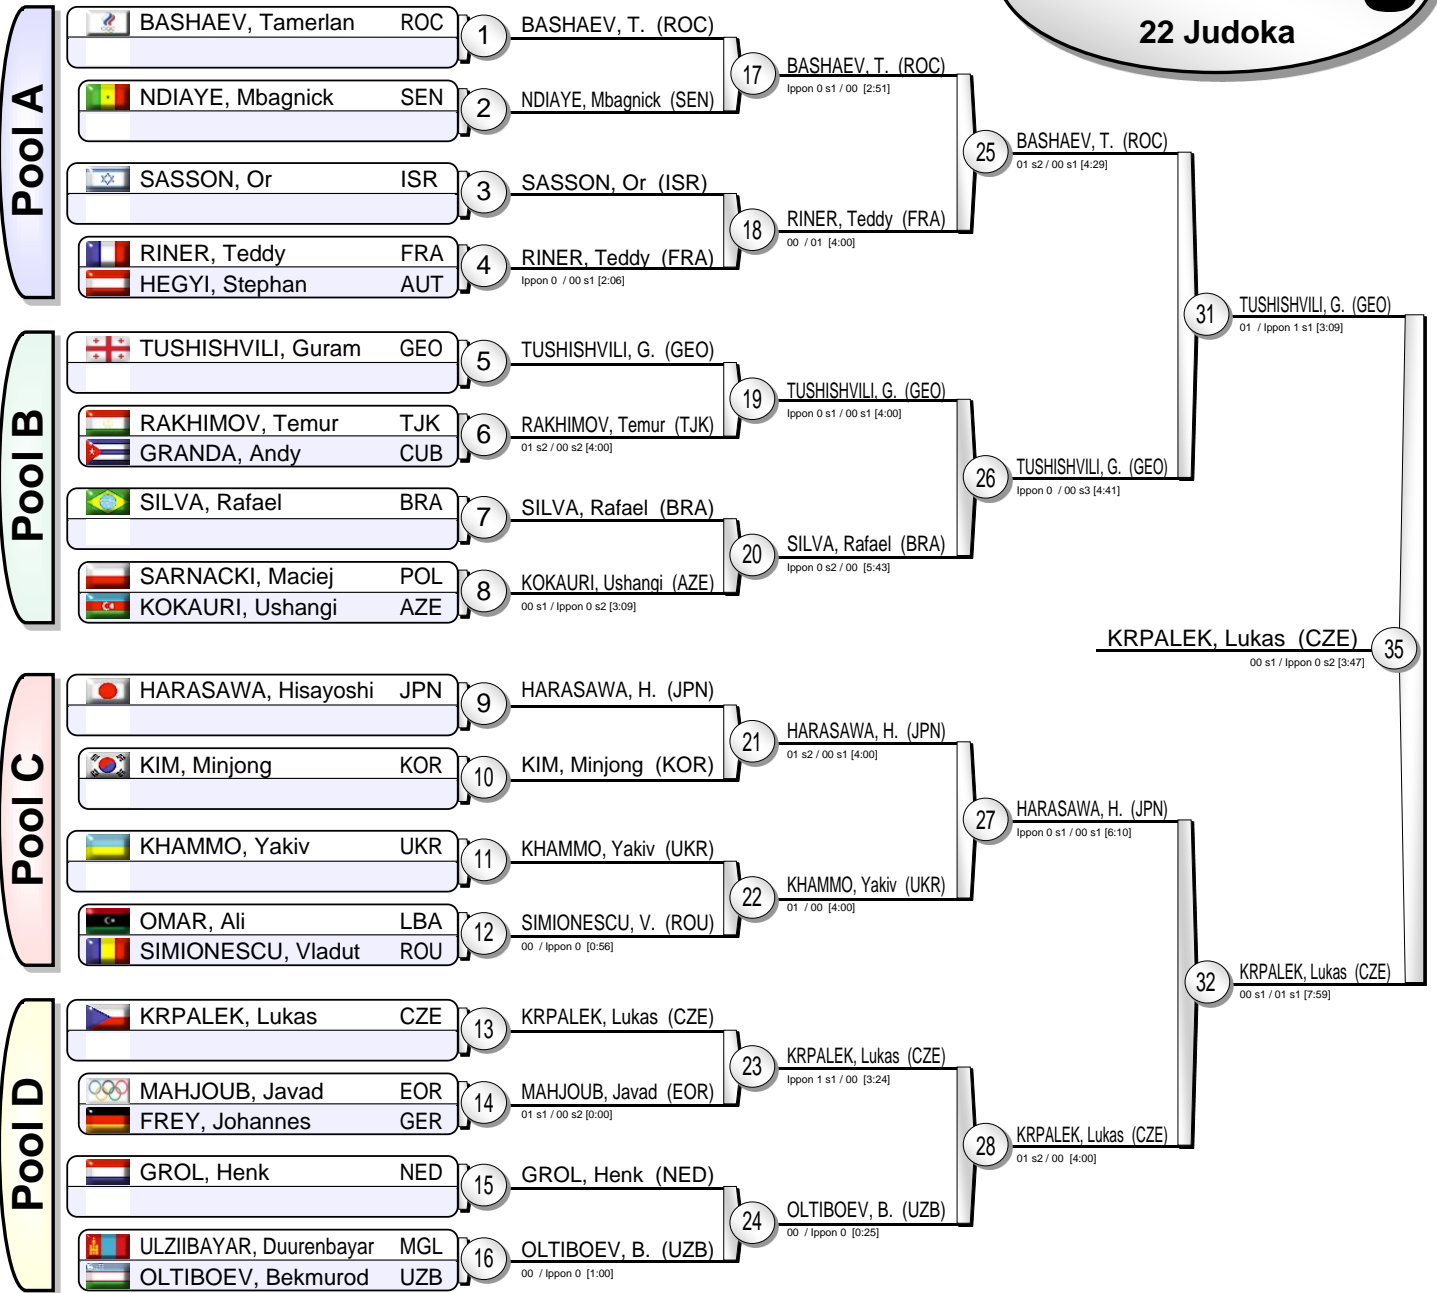 22 Judoka
Pool A
BASHAEV, Tamerlan ROC
NDIAYE, Mbagnick SEN
SASSON, Or ISR
RINER, Teddy FRA
HEGYI, Stephan AUT
Pool B
TUSHISHVILI, Guram GEO
RAKHIMOV, Temur TJK
GRANDA, Andy CUB
SILVA, Rafael BRA
SARNACKI, Maciej POL
KOKAURI, Ushangi AZE
Pool C
HARASAWA, Hisayoshi JPN
KIM, Minjong KOR
KHAMMO, Yakiv UKR
OMAR, Ali LBA
SIMIONESCU, Vladut ROU
Pool D
KRPALEK, Lukas CZE
MAHJOUB, Javad EOR
FREY, Johannes GER
GROL, Henk NED
ULZIIBAYAR, Duurenbayar MGL
OLTIBOEV, Bekmurod UZB
1 BASHAEV, T. (ROC)
2 NDIAYE, Mbagnick (SEN)
3 SASSON, Or (ISR)
4 RINER, Teddy (FRA)
Ippon 0 / 00 s1 [2:06]
5 TUSHISHVILI, G. (GEO)
6 RAKHIMOV, Temur (TJK)
01 s2 / 00 s2 [4:00]
7 SILVA, Rafael (BRA)
8 KOKAURI, Ushangi (AZE)
00 s1 / Ippon 0 s2 [3:09]
9 HARASAWA, H. (JPN)
10 KIM, Minjong (KOR)
11 KHAMMO, Yakiv (UKR)
12 SIMIONESCU, V. (ROU)
00 / Ippon 0 [0:56]
13 KRPALEK, Lukas (CZE)
14 MAHJOUB, Javad (EOR)
01 s1 / 00 s2 [0:00]
15 GROL, Henk (NED)
16 OLTIBOEV, B. (UZB)
00 / Ippon 0 [1:00]
17 BASHAEV, T. (ROC)
Ippon 0 s1 / 00 [2:51]
18 RINER, Teddy (FRA)
00 / 01 [4:00]
19 TUSHISHVILI, G. (GEO)
Ippon 0 s1 / 00 s1 [4:00]
20 SILVA, Rafael (BRA)
Ippon 0 s2 / 00 [5:43]
21 HARASAWA, H. (JPN)
01 s2 / 00 s1 [4:00]
22 KHAMMO, Yakiv (UKR)
01 / 00 [4:00]
23 KRPALEK, Lukas (CZE)
Ippon 1 s1 / 00 [3:24]
24 OLTIBOEV, B. (UZB)
00 / Ippon 0 [0:25]
25 BASHAEV, T. (ROC)
01 s2 / 00 s1 [4:29]
26 TUSHISHVILI, G. (GEO)
Ippon 0 / 00 s3 [4:41]
27 HARASAWA, H. (JPN)
Ippon 0 s1 / 00 s1 [6:10]
28 KRPALEK, Lukas (CZE)
01 s2 / 00 [4:00]
31 TUSHISHVILI, G. (GEO)
01 / Ippon 1 s1 [3:09]
32 KRPALEK, Lukas (CZE)
00 s1 / 01 s1 [7:59]
KRPALEK, Lukas (CZE) 35
00 s1 / Ippon 0 s2 [3:47]